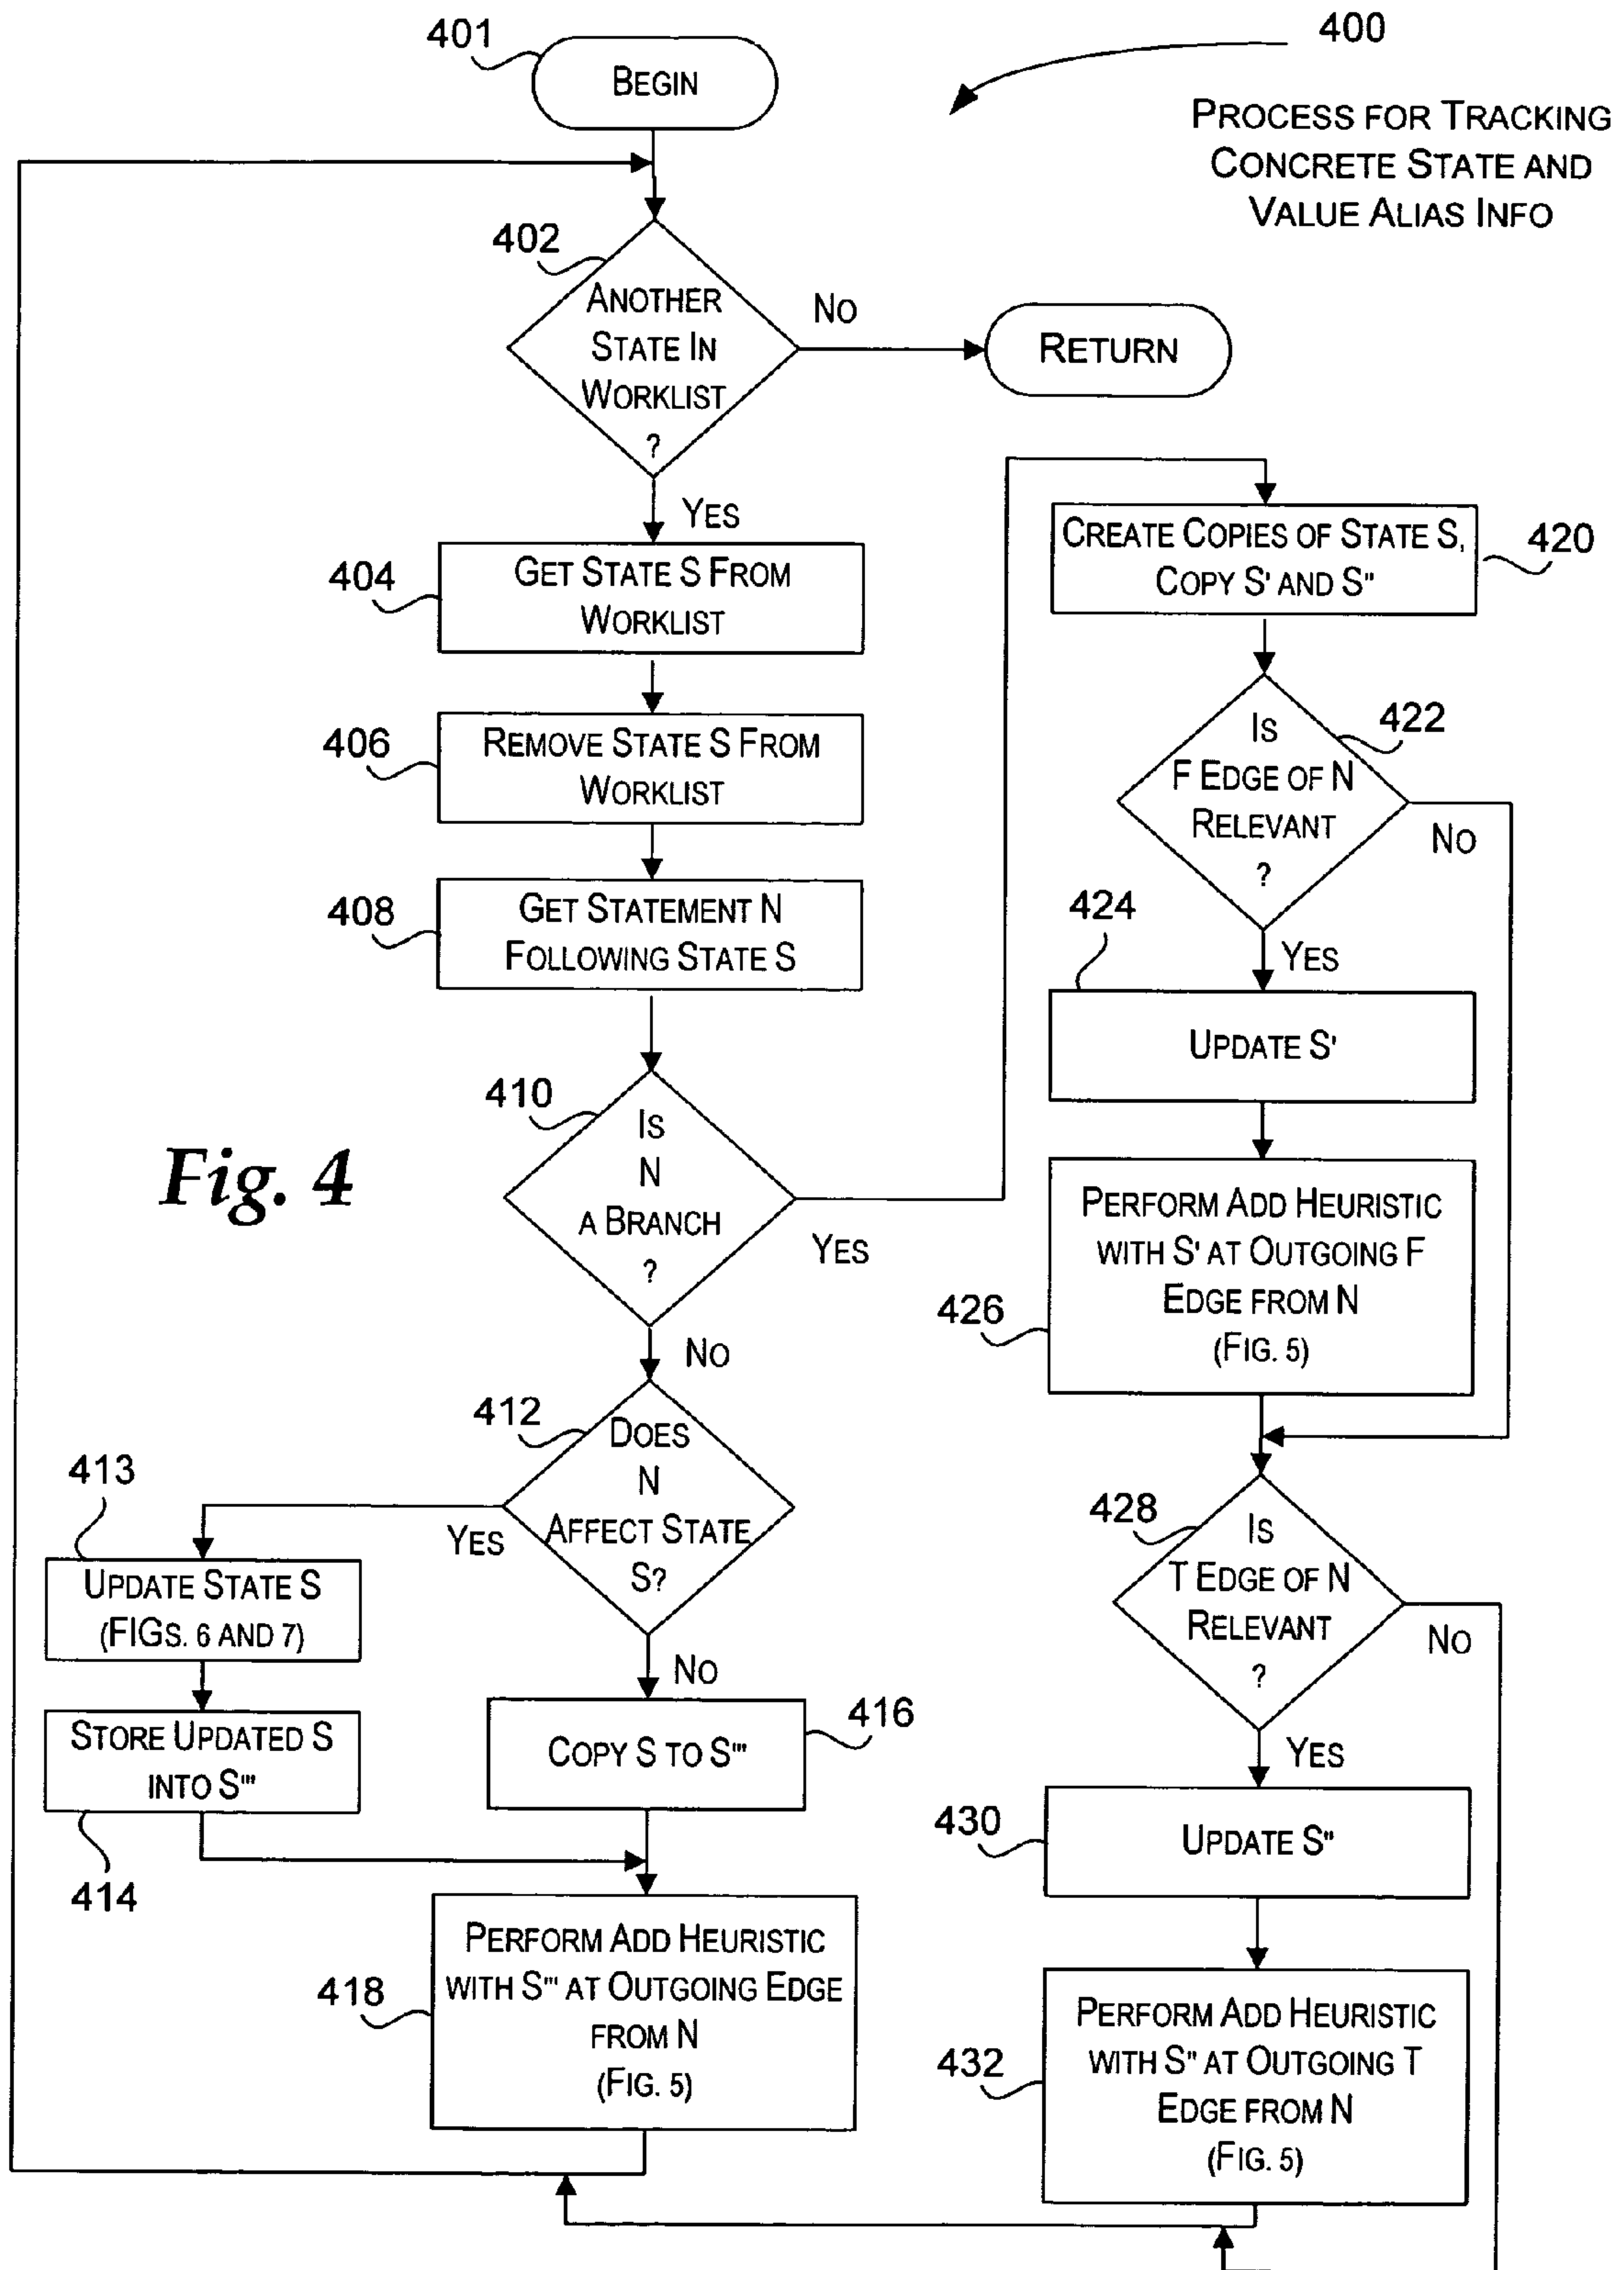 400
PROCESS FOR TRACKING
CONCRETE STATE AND
VALUE ALIAS INFO
401
BEGIN
402
ANOTHER
STATE IN
WORKLIST
?
NO
RETURN
YES
404
GET STATE S FROM
WORKLIST
406
REMOVE STATE S FROM
WORKLIST
408
GET STATEMENT N
FOLLOWING STATE S
410
IS
N
A BRANCH
?
YES
NO
Fig. 4
412
DOES
N
AFFECT STATE
S?
YES
NO
413
UPDATE STATE S
(FIGS. 6 AND 7)
STORE UPDATED S
INTO S'''
414
416
COPY S TO S'''
418
PERFORM ADD HEURISTIC
WITH S''' AT OUTGOING EDGE
FROM N
(FIG. 5)
420
CREATE COPIES OF STATE S,
COPY S' AND S''
422
IS
F EDGE OF N
RELEVANT
?
NO
YES
424
UPDATE S'
426
PERFORM ADD HEURISTIC
WITH S' AT OUTGOING F
EDGE FROM N
(FIG. 5)
428
IS
T EDGE OF N
RELEVANT
?
NO
YES
430
UPDATE S''
432
PERFORM ADD HEURISTIC
WITH S'' AT OUTGOING T
EDGE FROM N
(FIG. 5)